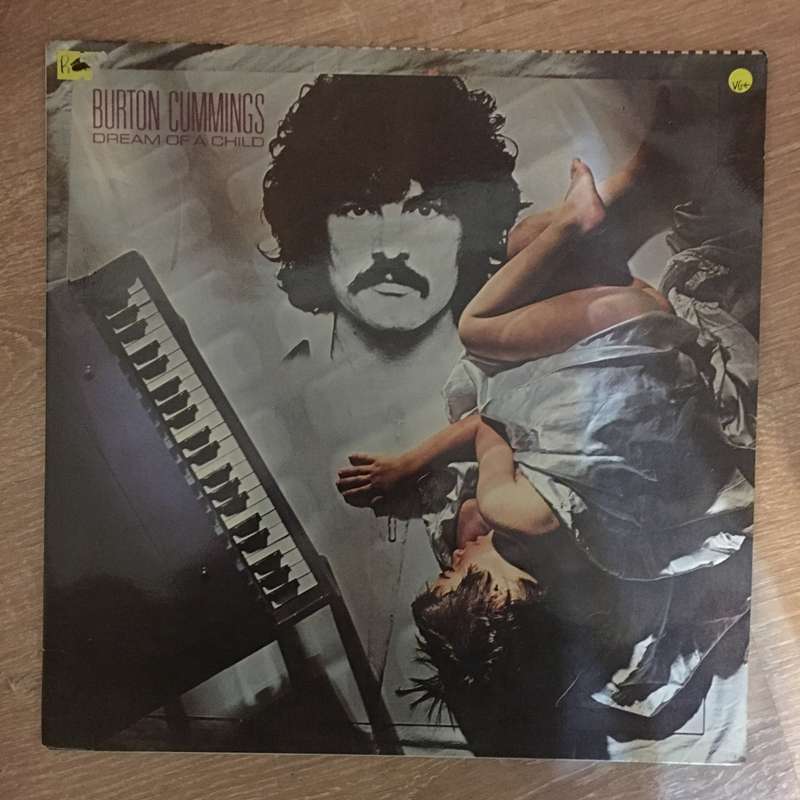 BURTON CUMMINGS
DREAM OF A CHILD
VG+